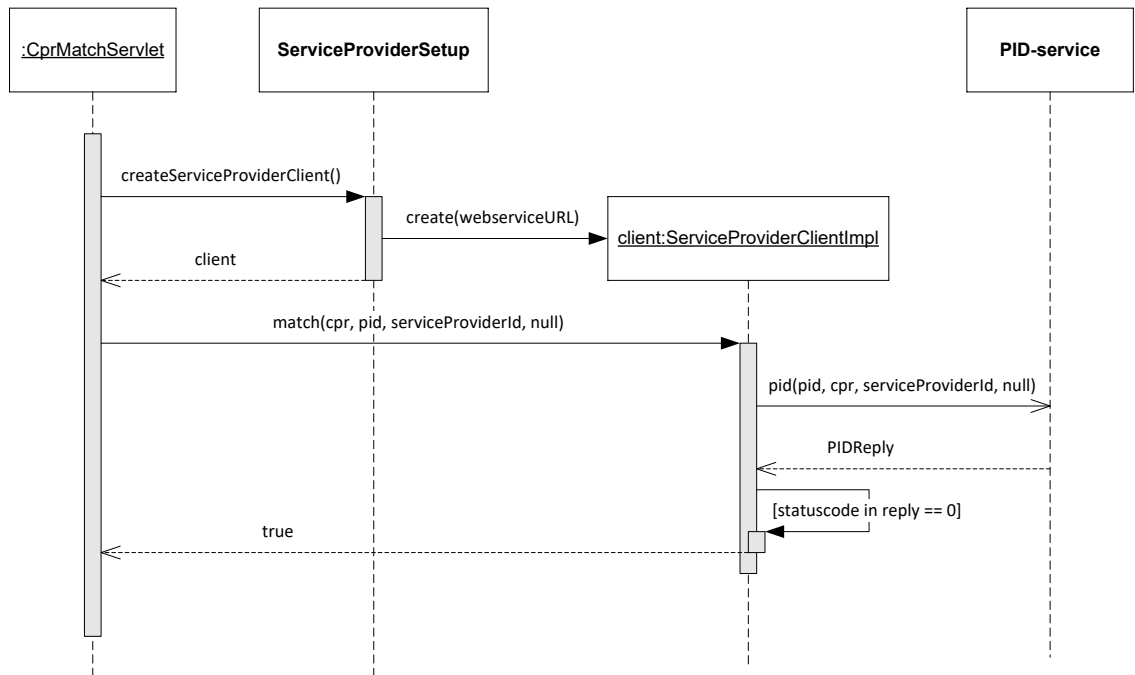 :CprMatchServlet
ServiceProviderSetup
PID-service
createServiceProviderClient()
create(webserviceURL)
client:ServiceProviderClientImpl
client
match(cpr, pid, serviceProviderId, null)
pid(pid, cpr, serviceProviderId, null)
PIDReply
[statuscode in reply == 0]
true